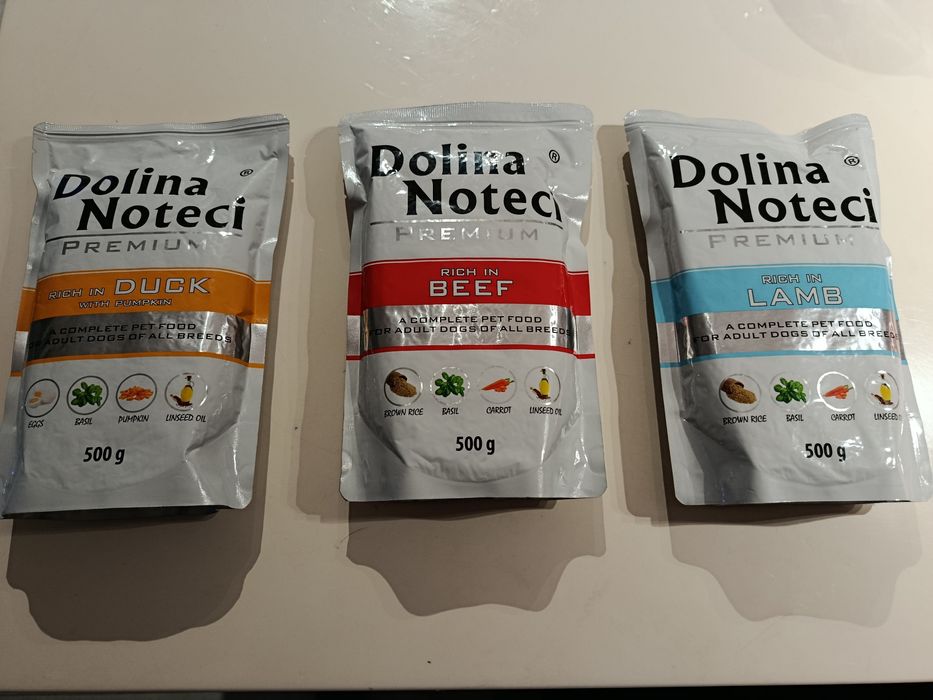 Dolina ®
Noteci
PREMIUM
RICH IN DUCK
WITH PUMPKIN
A COMPLETE PET FOOD
FOR ADULT DOGS OF ALL BREEDS
EGGS BASIL PUMPKIN LINSEED OIL
500 g
Dolina ®
Noteci
PREMIUM
RICH IN
BEEF
A COMPLETE PET FOOD
FOR ADULT DOGS OF ALL BREEDS
BROWN RICE BASIL CARROT LINSEED OIL
500 g
Dolina ®
Noteci
PREMIUM
RICH IN
LAMB
A COMPLETE PET FOOD
FOR ADULT DOGS OF ALL BREEDS
BROWN RICE BASIL CARROT LINSEED OIL
500 g